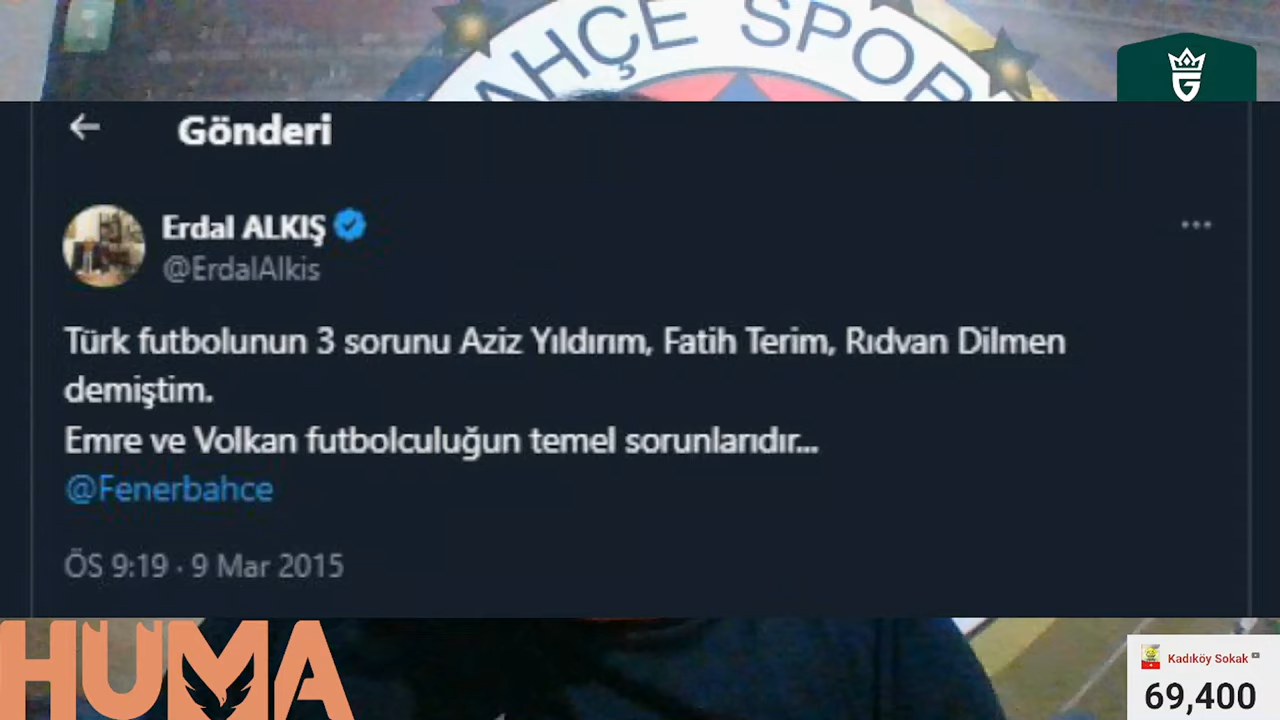 AHÇE SPOR
G
Gönderi
Erdal ALKIŞ
@ErdalAlkis
Türk futbolunun 3 sorunu Aziz Yıldırım, Fatih Terim, Rıdvan Dilmen
demiştim.
Emre ve Volkan futbolculuğun temel sorunlarıdır...
@Fenerbahce
ÖS 9:19 · 9 Mar 2015
HUMA
Kadıköy Sokak
69,400